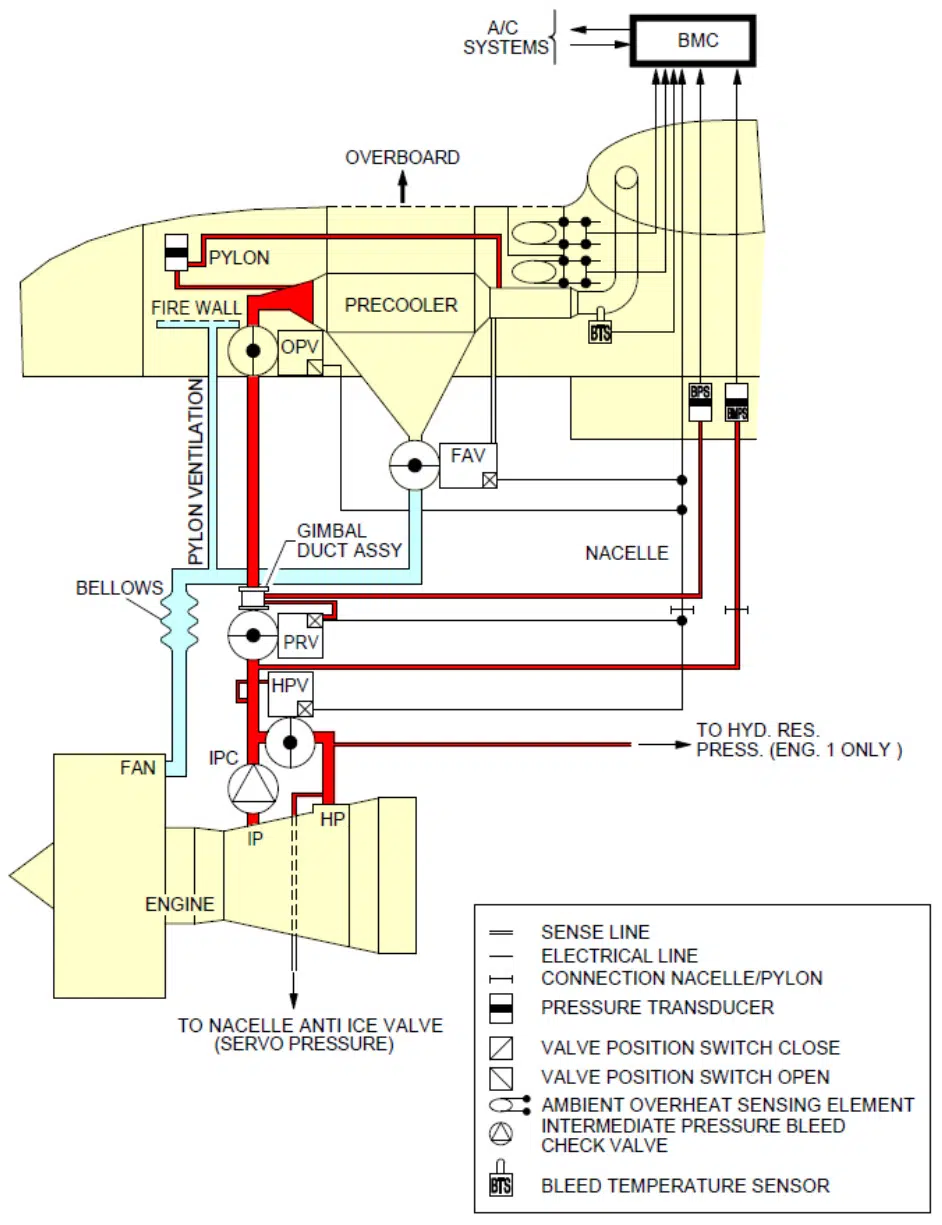 A/C
SYSTEMS
BMC
OVERBOARD
PYLON
FIRE WALL
PRECOOLER
OPV
BTS
BPS
BMPS
PYLON VENTILATION
FAV
GIMBAL
DUCT ASSY
NACELLE
BELLOWS
PRV
HPV
TO HYD. RES.
PRESS. (ENG. 1 ONLY )
IPC
FAN
HP
IP
ENGINE
TO NACELLE ANTI ICE VALVE
(SERVO PRESSURE)
SENSE LINE
ELECTRICAL LINE
CONNECTION NACELLE/PYLON
PRESSURE TRANSDUCER
VALVE POSITION SWITCH CLOSE
VALVE POSITION SWITCH OPEN
AMBIENT OVERHEAT SENSING ELEMENT
INTERMEDIATE PRESSURE BLEED
CHECK VALVE
BTS
BLEED TEMPERATURE SENSOR